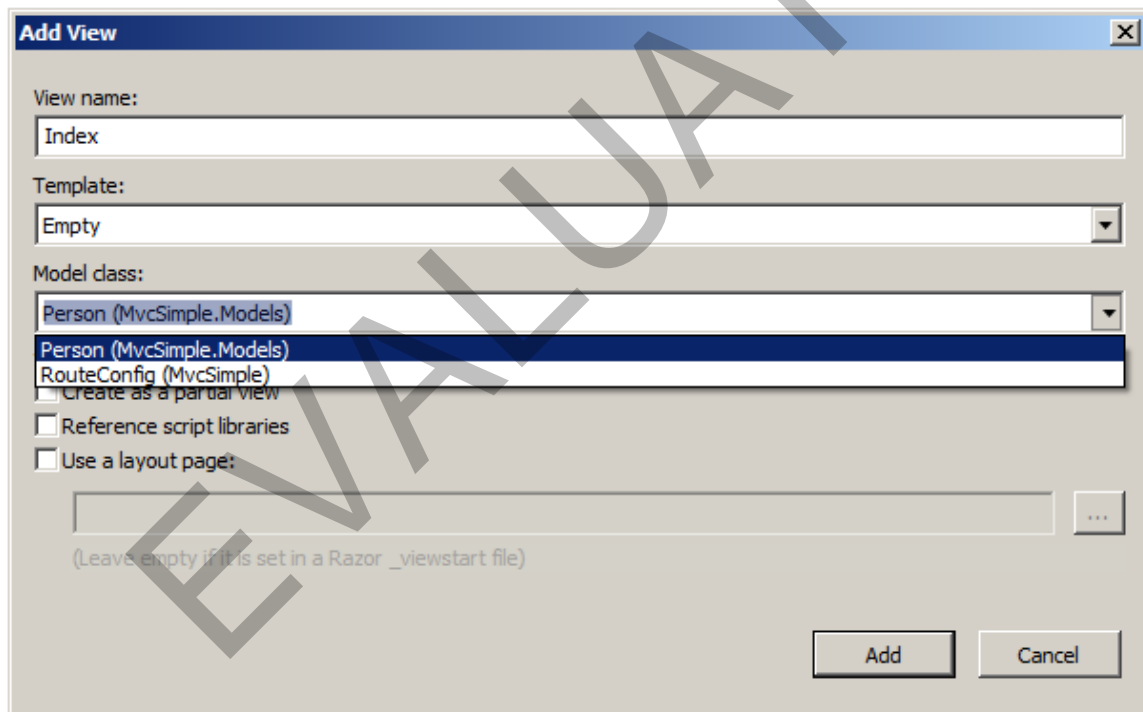 Add View
View name:
Index
Template:
Empty
Model class:
Person (MvcSimple.Models)
Person (MvcSimple.Models)
RouteConfig (MvcSimple)
Create as a partial view
Reference script libraries
Use a layout page:
...
(Leave empty if it is set in a Razor _viewstart file)
Add Cancel
EVALUA